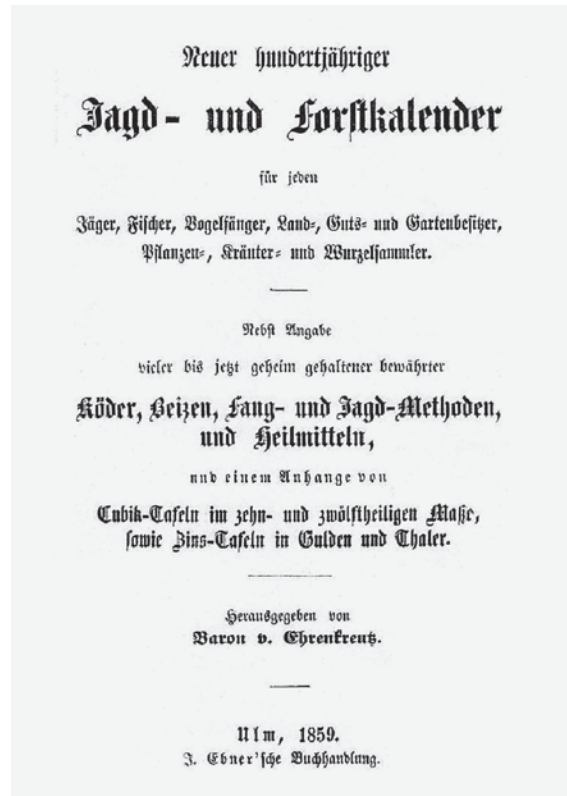 Neuer hundertjähriger
Jagd- und Forstkalender
für jeden
Jäger, Fischer, Vogelfänger, Land-, Guts- und Gartenbesitzer,
Pflanzen-, Kräuter- und Wurzelsammler.
Nebst Angabe
vieler bis jetzt geheim gehaltener bewährter
Köder, Beizen, Fang- und Jagd-Methoden,
und Heilmitteln,
und einem Anhange von
Cubik-Tafeln im zehn- und zwölftheiligen Maße,
sowie Zins-Tafeln in Gulden und Thaler.
Herausgegeben von
Baron v. Ehrenkreutz.
Ulm, 1859.
J. Ebner'sche Buchhandlung.